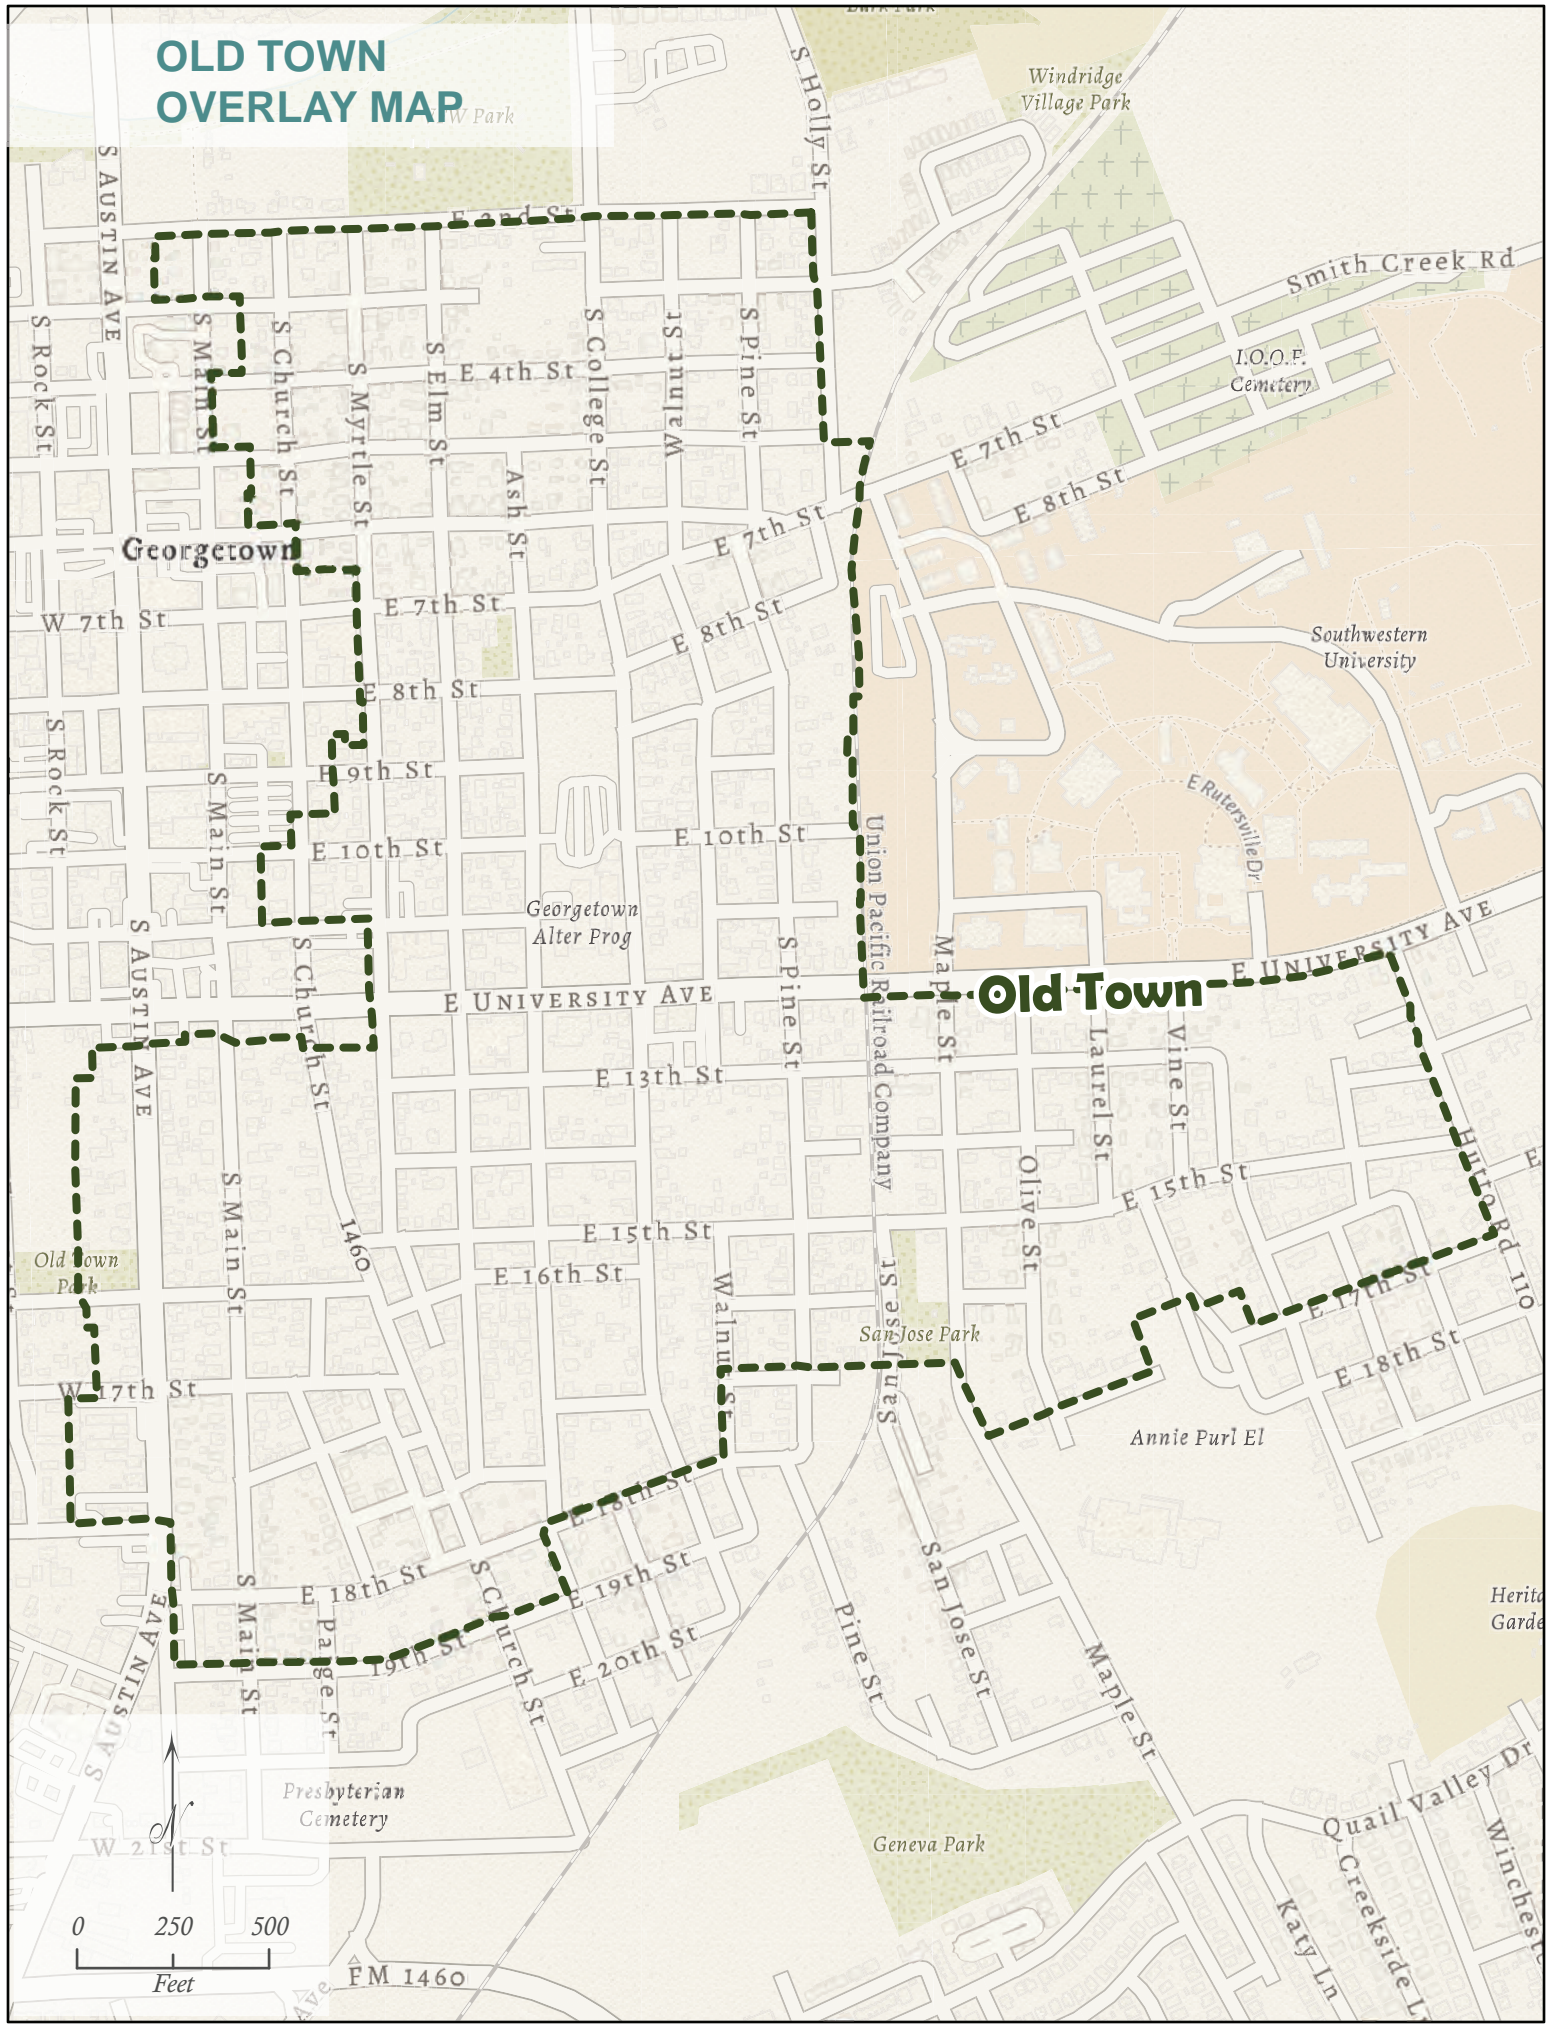 OLD TOWN
OVERLAY MAP
W Park
Windridge
Village Park
S Holly St
S AUSTIN AVE
E 2nd St
Smith Creek Rd
S Rock St
S Main St
S Church St
S Myrtle St
S Elm St
E 4th St
S College St
Walnut St
S Pine St
I.O.O.F.
Cemetery
E 7th St
E 8th St
Ash St
Georgetown
E 7th St
W 7th St
E 7th St
E 8th St
Southwestern
University
E 8th St
S Rock St
S Main St
E 9th St
E Rutersville Dr
E 10th St
E 10th St
Union Pacific Railroad Company
Georgetown
Alter Prog
S AUSTIN AVE
S Church St
S Pine St
Maple St
E UNIVERSITY AVE
E UNIVERSITY AVE
Old Town
Laurel St
Vine St
E 13th St
Hutto Rd
110
E
Olive St
E 15th St
S Main St
1460
E 15th St
Old Town
Park
E 16th St
Walnut St
San Jose St
San Jose Park
E 17th St
E 18th St
W 17th St
Annie Purl El
E 18th St
E 18th St
E 19th St
S Church St
San Jose St
S AUSTIN AVE
S Main St
Paige St
19th St
E 20th St
Pine St
Maple St
Presbyterian
Cemetery
Geneva Park
Quail Valley Dr
Creekside L
Katy Ln
W 21st St
N
0 250 500
Feet
FM 1460
Ave